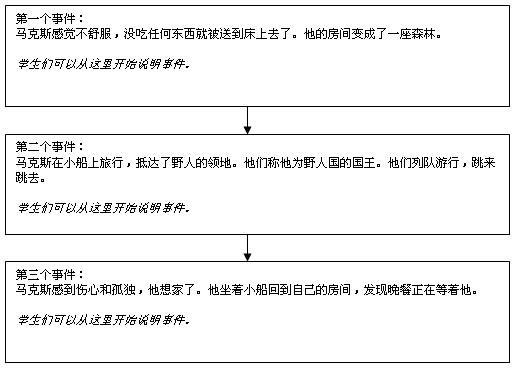 第一个事件：
马克斯感觉不舒服，没吃任何东西就被送到床上去了。他的房间变成了一座森林。
学生们可以从这里开始说明事件。
第二个事件：
马克斯在小船上旅行，抵达了野人的领地。他们称他为野人国的国王。他们列队游行，跳来
跳去。
学生们可以从这里开始说明事件。
第三个事件：
马克斯感到伤心和孤独，他想家了。他坐着小船回到自己的房间，发现晚餐正在等着他。
学生们可以从这里开始说明事件。